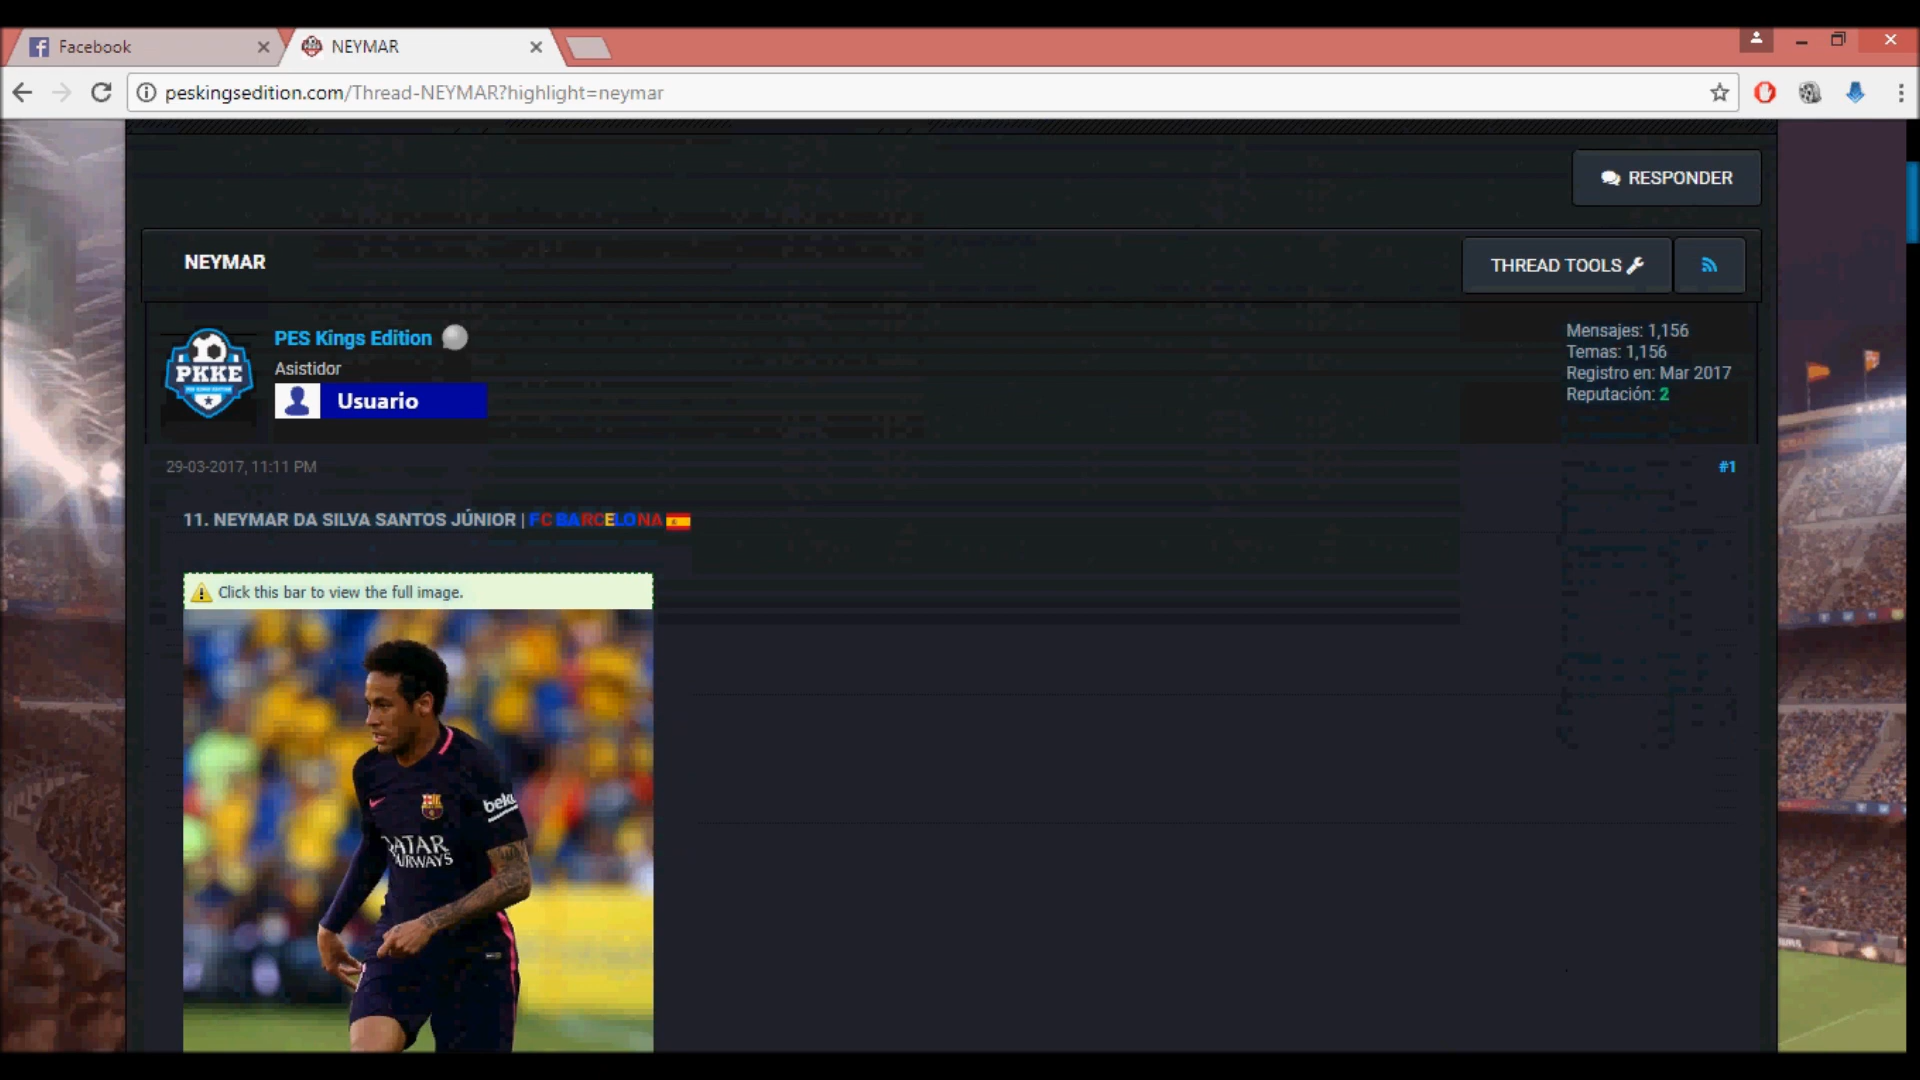 Facebook
NEYMAR
peskingsedition.com/Thread-NEYMAR?highlight=neymar
RESPONDER
NEYMAR
THREAD TOOLS
PKKE
PES Kings Edition
Asistidor
Usuario
Mensajes: 1,156
Temas: 1,156
Registro en: Mar 2017
Reputación: 2
29-03-2017, 11:11 PM
#1
11. NEYMAR DA SILVA SANTOS JÚNIOR | FC BARCELONA
Click this bar to view the full image.
beko
QATAR
AIRWAYS